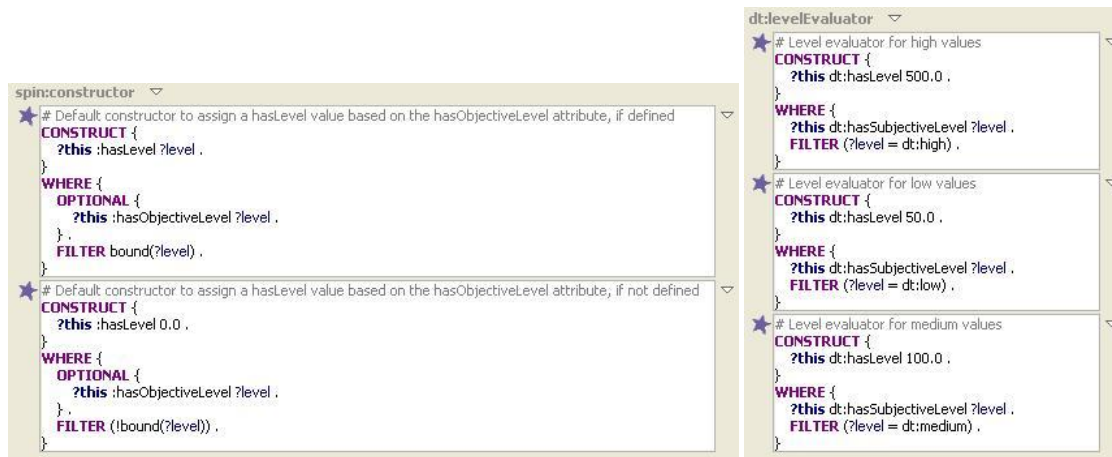 spin:constructor
# Default constructor to assign a hasLevel value based on the hasObjectiveLevel attribute, if defined
CONSTRUCT {
?this :hasLevel ?level .
}
WHERE {
OPTIONAL {
?this :hasObjectiveLevel ?level .
} .
FILTER bound(?level) .
}
# Default constructor to assign a hasLevel value based on the hasObjectiveLevel attribute, if not defined
CONSTRUCT {
?this :hasLevel 0.0 .
}
WHERE {
OPTIONAL {
?this :hasObjectiveLevel ?level .
} .
FILTER (!bound(?level)) .
}
dt:levelEvaluator
# Level evaluator for high values
CONSTRUCT {
?this dt:hasLevel 500.0 .
}
WHERE {
?this dt:hasSubjectiveLevel ?level .
FILTER (?level = dt:high) .
}
# Level evaluator for low values
CONSTRUCT {
?this dt:hasLevel 50.0 .
}
WHERE {
?this dt:hasSubjectiveLevel ?level .
FILTER (?level = dt:low) .
}
# Level evaluator for medium values
CONSTRUCT {
?this dt:hasLevel 100.0 .
}
WHERE {
?this dt:hasSubjectiveLevel ?level .
FILTER (?level = dt:medium) .
}